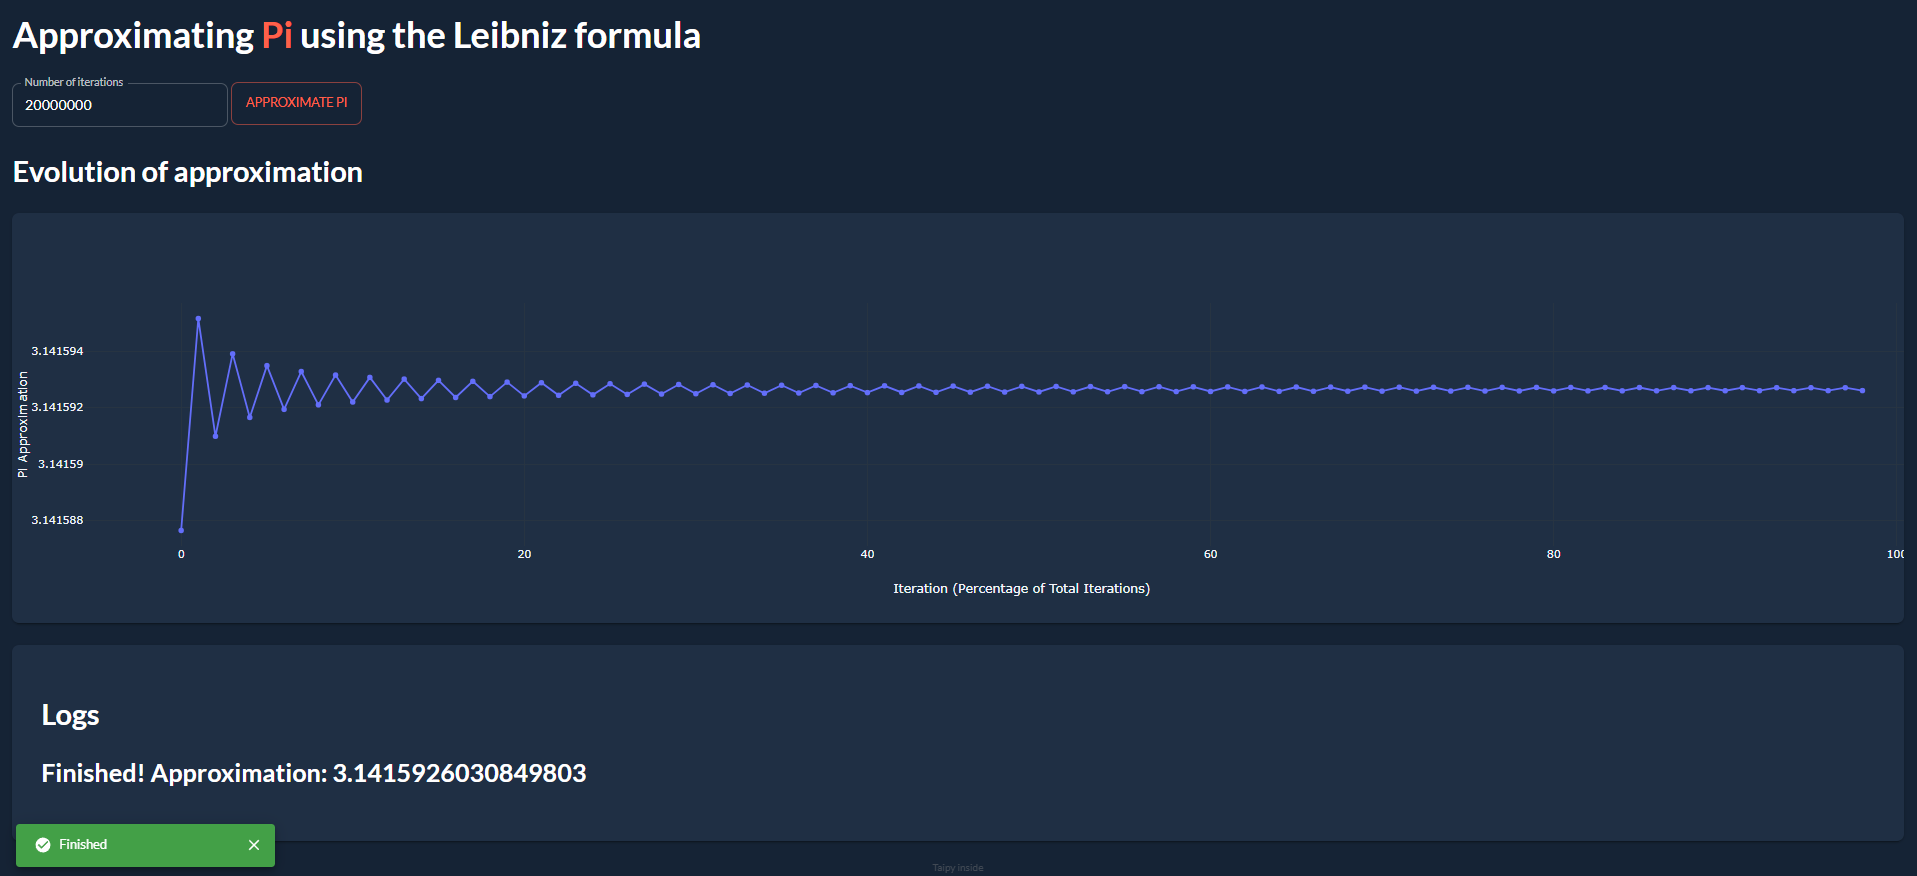 Approximating Pi using the Leibniz formula
Number of iterations
20000000
APPROXIMATE PI
Evolution of approximation
3.141594
3.141592
3.14159
3.141588
PI Approximation
0 20 40 60 80 100
Iteration (Percentage of Total Iterations)
Logs
Finished! Approximation: 3.1415926030849803
Finished
Taipy inside